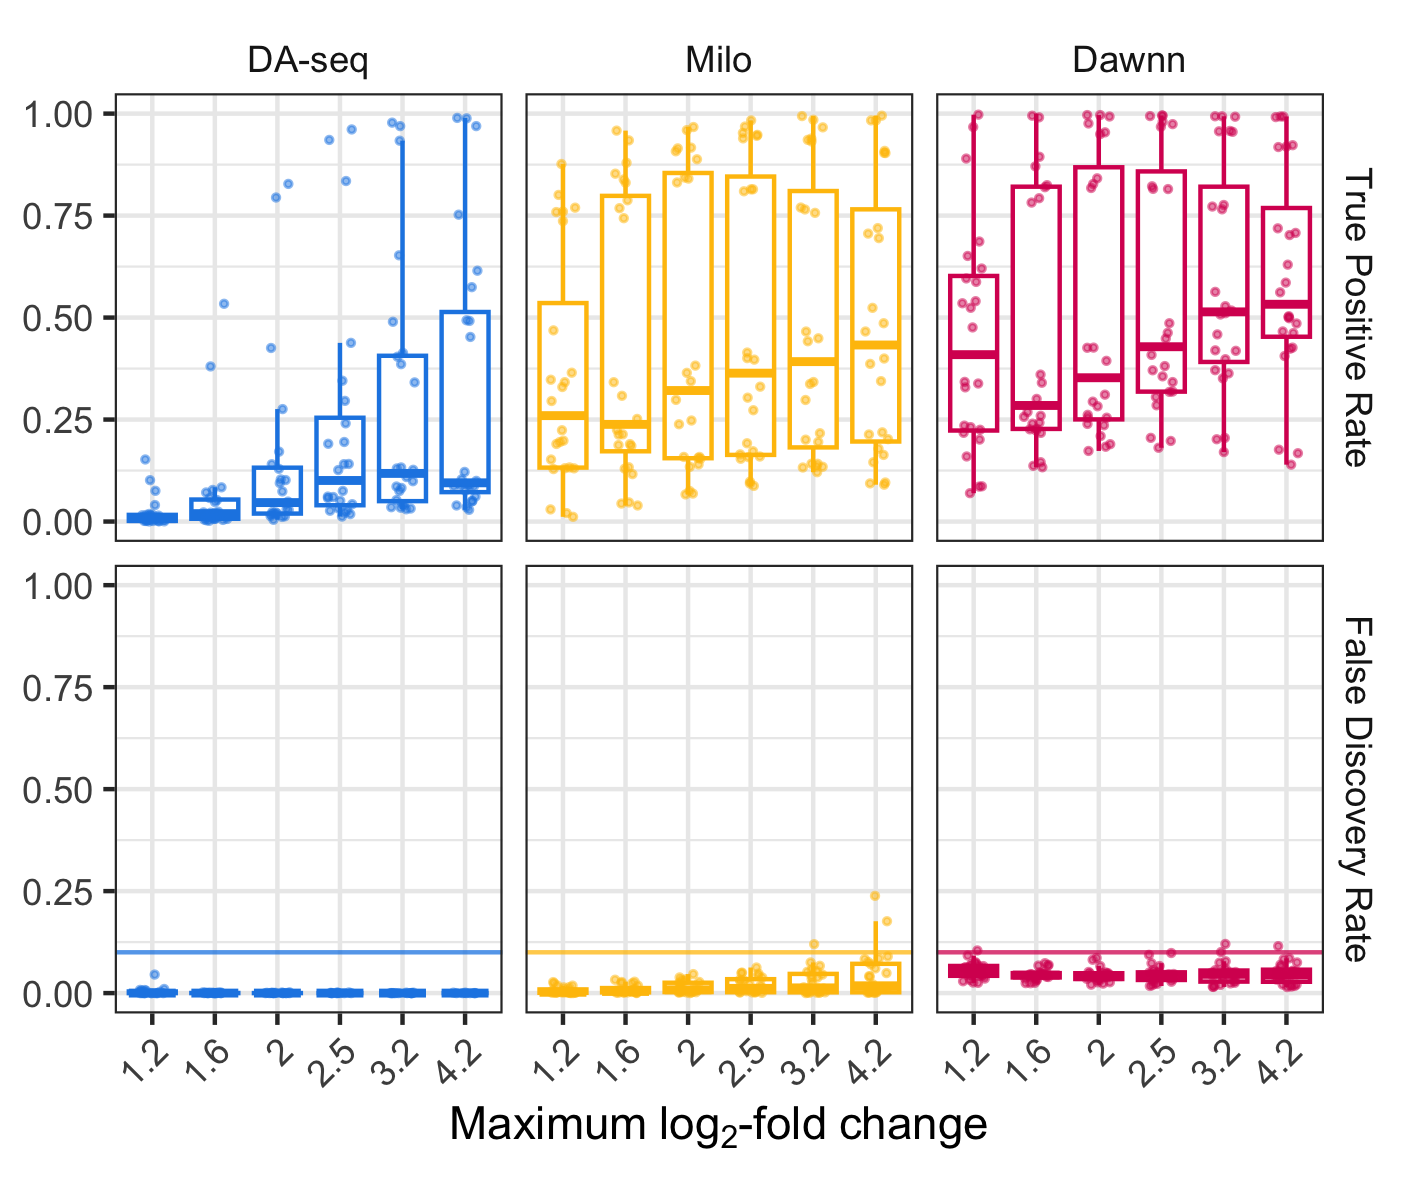 DA-seq Milo Dawnn
1.00
0.75
0.50
0.25
0.00
True Positive Rate
1.00
0.75
0.50
0.25
0.00
False Discovery Rate
1.2 1.6 2 2.5 3.2 4.2 1.2 1.6 2 2.5 3.2 4.2 1.2 1.6 2 2.5 3.2 4.2
Maximum log₂-fold change